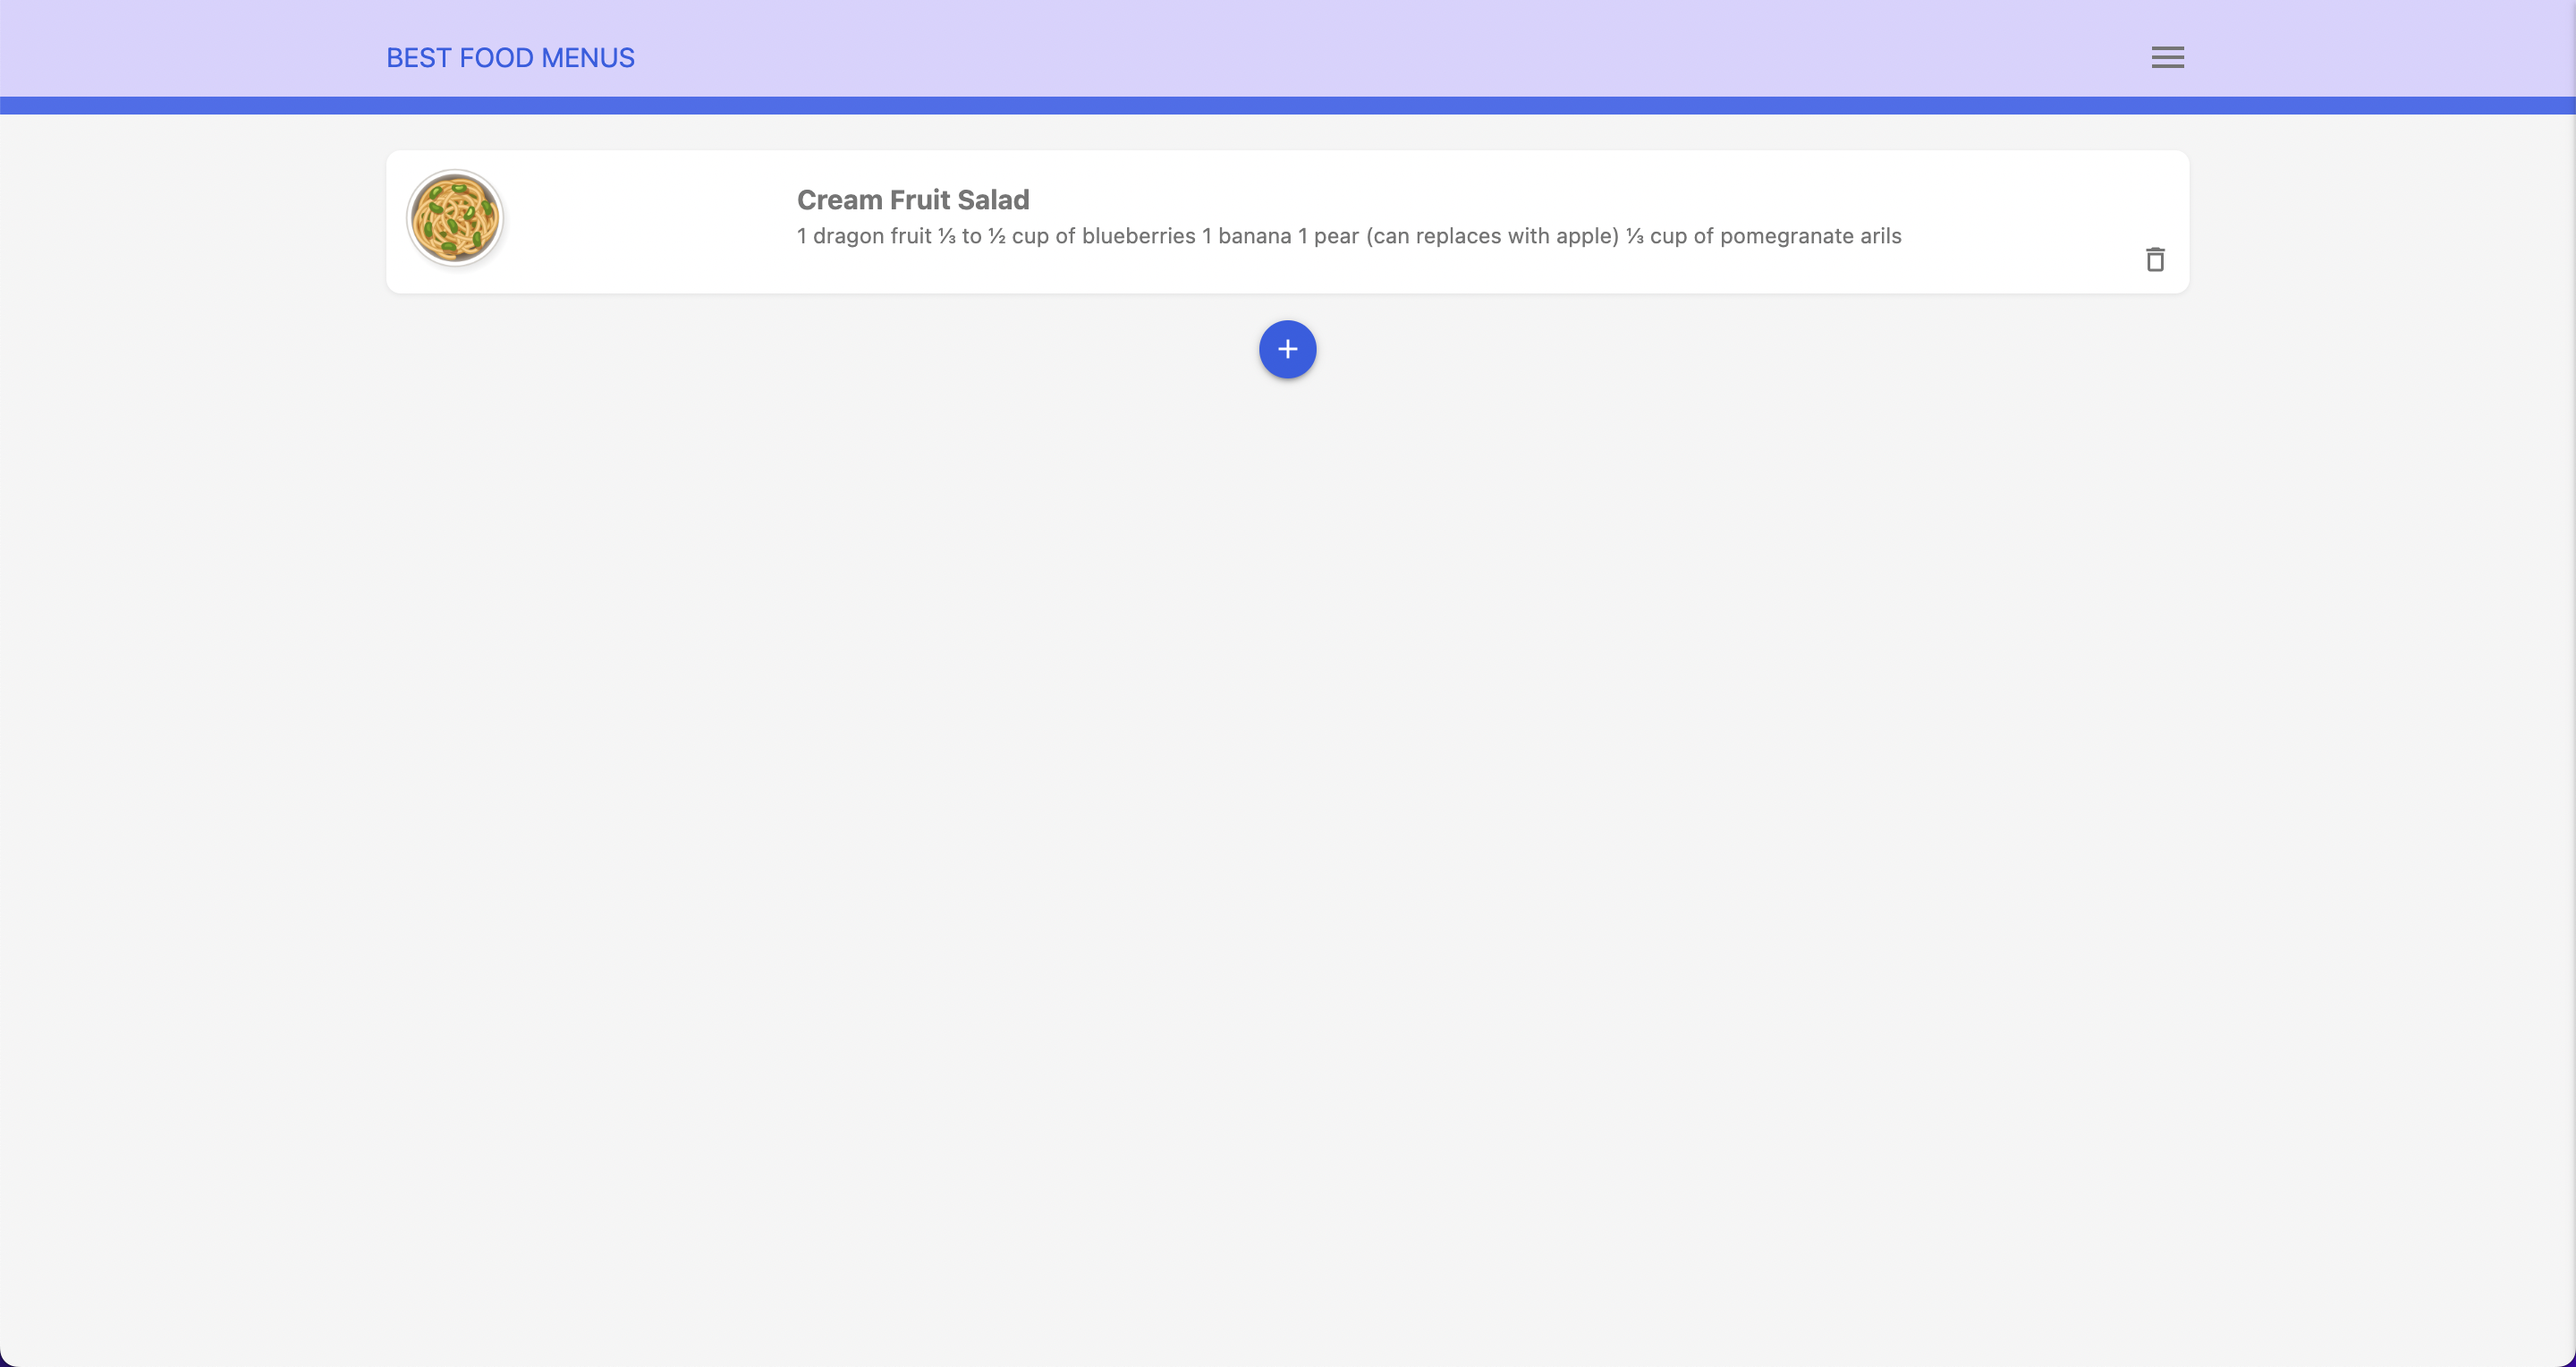 BEST FOOD MENUS
Cream Fruit Salad
1 dragon fruit ⅓ to ½ cup of blueberries 1 banana 1 pear (can replaces with apple) ⅓ cup of pomegranate arils